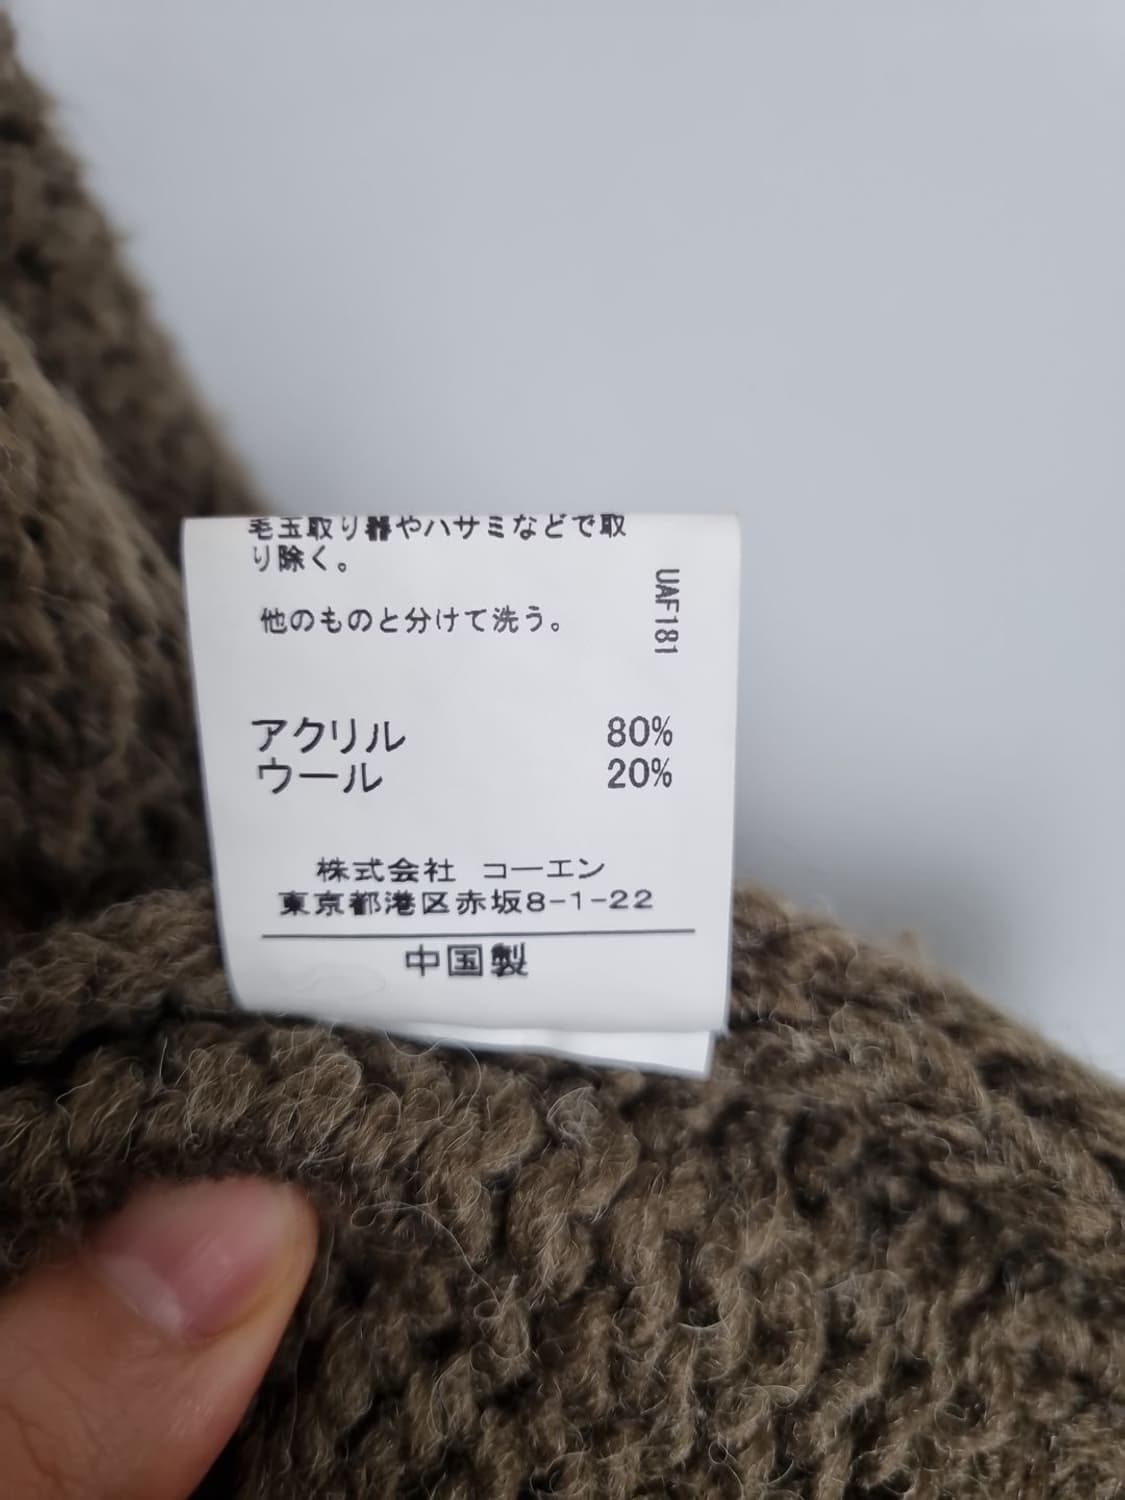 毛玉取り器やハサミなどで取
り除く。
他のものと分けて洗う。
UAF181
アクリル 80%
ウール 20%
株式会社 コーエン
東京都港区赤坂8-1-22
中国製